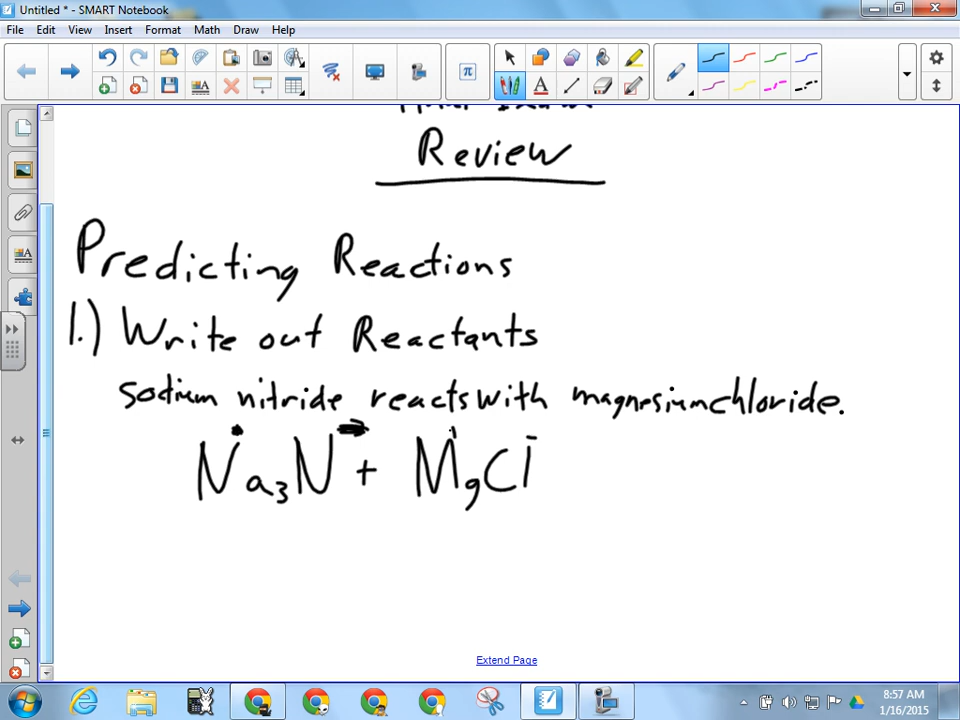 Untitled * - SMART Notebook
File Edit View Insert Format Math Draw Help
Review
Predicting Reactions
1.) Write out Reactants
sodium nitride reacts with magnesium chloride.
Na3N + MgCl
Extend Page
8:57 AM
1/16/2015